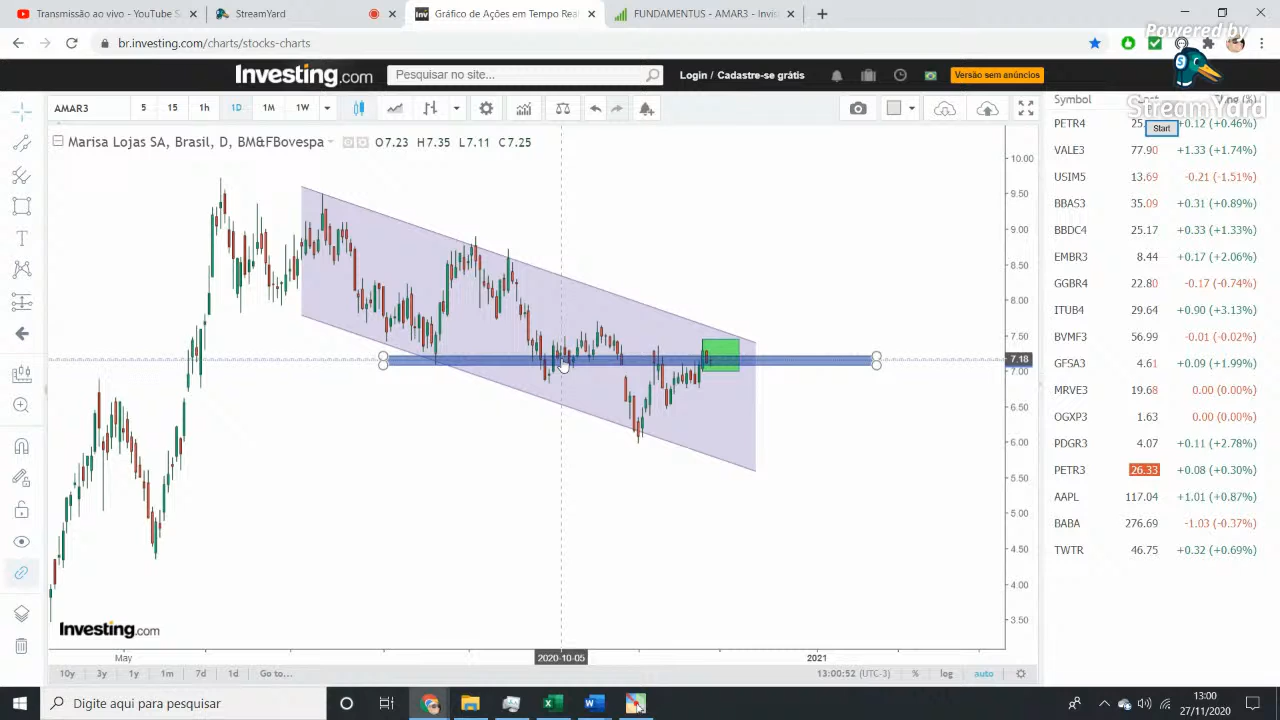 Transmissão - YouTube S
StreamYard
Gráfico de Ações em Tempo Rea
FUNDAMENTUS - AMAR3 - Invis
br.investing.com/charts/stocks-charts
Powered by
StreamYard
Investing.com
Pesquisar no site...
Login / Cadastre-se grátis
Versão sem anúncios
AMAR3
5
15
1h
1D
1M
1W
Marisa Lojas SA, Brasil, D, BM&FBovespa
O7.23 H7.35 L7.11 C7.25
Start
Symbol
PETR4 25. +0.12 (+0.46%)
VALE3 77.90 +1.33 (+1.74%)
USIM5 13.69 -0.21 (-1.51%)
BBAS3 35.09 +0.31 (+0.89%)
BBDC4 25.17 +0.33 (+1.33%)
EMBR3 8.44 +0.17 (+2.06%)
GGBR4 22.80 -0.17 (-0.74%)
ITUB4 29.64 +0.90 (+3.13%)
BVMF3 56.99 -0.01 (-0.02%)
GFSA3 4.61 +0.09 (+1.99%)
MRVE3 19.68 0.00 (0.00%)
OGXP3 1.63 0.00 (0.00%)
PDGR3 4.07 +0.11 (+2.78%)
PETR3 26.33 +0.08 (+0.30%)
AAPL 117.04 +1.01 (+0.87%)
BABA 276.69 -1.03 (-0.37%)
TWTR 46.75 +0.32 (+0.69%)
10.00
9.50
9.00
8.50
8.00
7.50
7.18
7.00
6.50
6.00
5.50
5.00
4.50
4.00
3.50
Investing.com
May
2020-10-05
2021
10y
3y
1y
1m
7d
1d
Go to...
13:00:52 (UTC-3)
%
log
auto
Digite aqui para pesquisar
13:00
27/11/2020